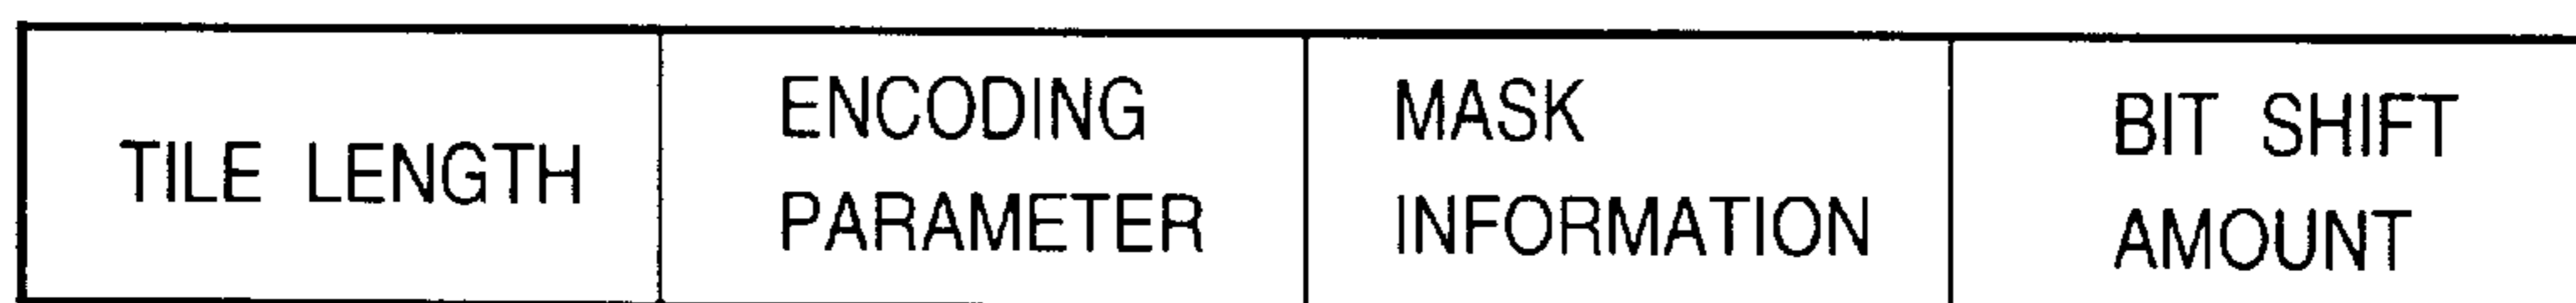 TILE LENGTH
ENCODING
PARAMETER
MASK
INFORMATION
BIT SHIFT
AMOUNT